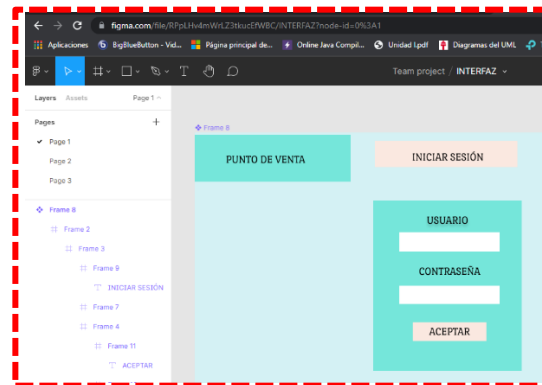 figma.com/file/RPpLHv4mWrLZ3tkucEfWBC/INTERFAZ?node-id=0%3A1
Aplicaciones BigBlueButton - Vid... Página principal de... Online Java Compil... Unidad Lpdf Diagramas del UML
Team project / INTERFAZ
Layers Assets Page 1
Pages
Page 1
Page 2
Page 3
Frame 8
Frame 2
Frame 3
Frame 9
INICIAR SESIÓN
Frame 7
Frame 4
Frame 11
ACEPTAR
Frame 8
PUNTO DE VENTA
INICIAR SESIÓN
USUARIO
CONTRASEÑA
ACEPTAR